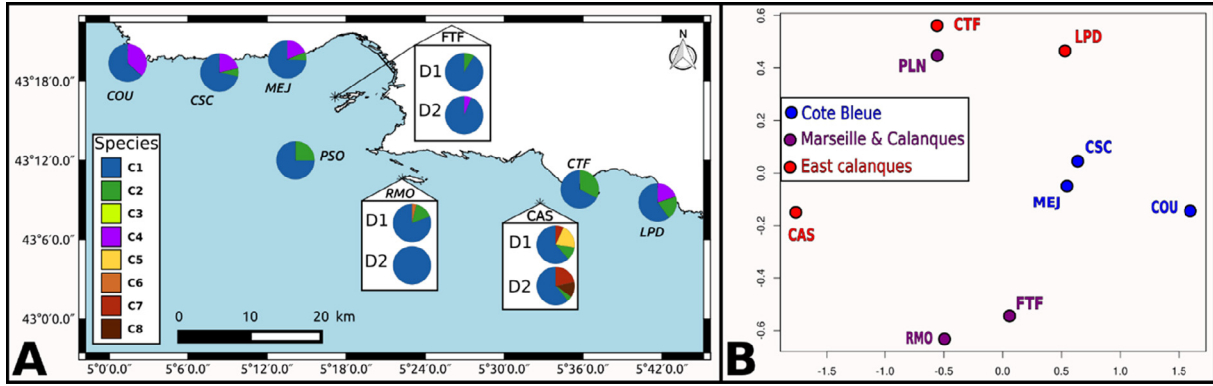 FTF
D1
D2
N
COU
CSC
MEJ
PSO
RMO
D1
D2
CAS
D1
D2
CTF
LPD
Species
C1
C2
C3
C4
C5
C6
C7
C8
0 10 20 km
43°18'0.0"
43°12'0.0"
43°6'0.0"
43°0'0.0"
5°0'0.0" 5°6'0.0" 5°12'0.0" 5°18'0.0" 5°24'0.0" 5°30'0.0" 5°36'0.0" 5°42'0.0"
A
CTF
LPD
PLN
Cote Bleue
Marseille & Calanques
East calanques
CSC
MEJ
COU
CAS
FTF
RMO
0.6
0.4
0.2
0.0
-0.2
-0.4
-0.6
-1.5 -1.0 -0.5 0.0 0.5 1.0 1.5
B